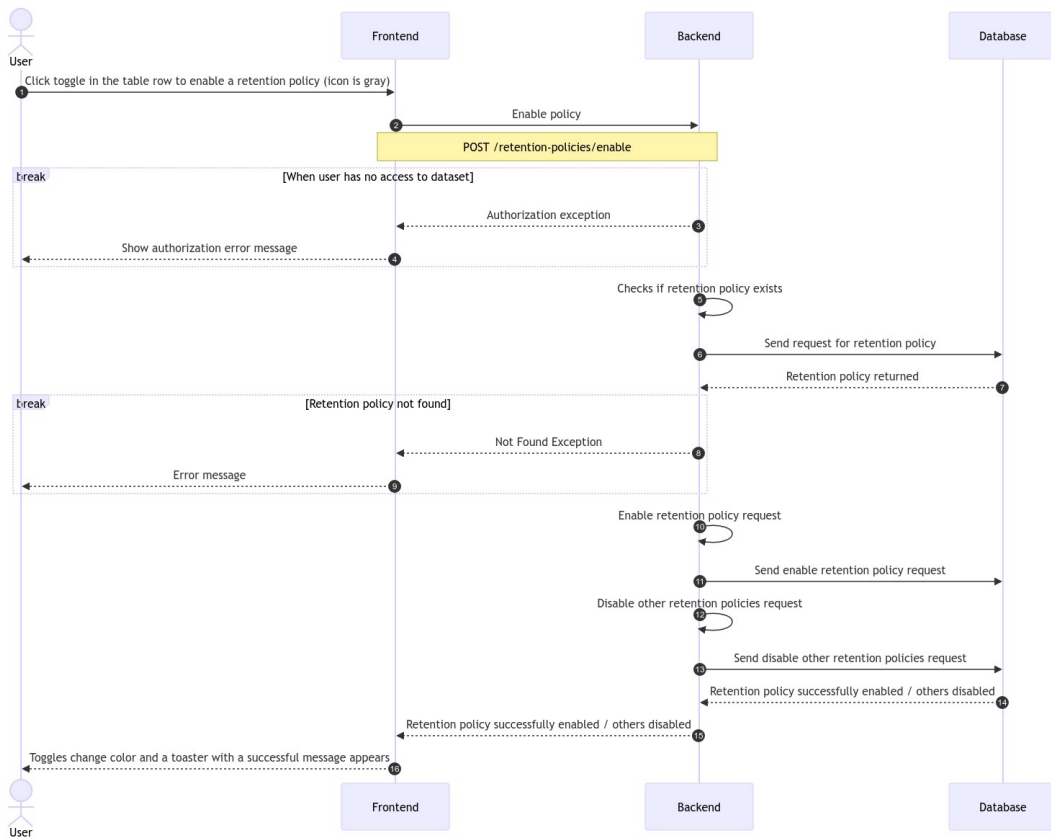 Frontend
Backend
Database
User
Click toggle in the table row to enable a retention policy (icon is gray)
1
Enable policy
2
POST /retention-policies/enable
break
[When user has no access to dataset]
Authorization exception
3
Show authorization error message
4
Checks if retention policy exists
5
Send request for retention policy
6
Retention policy returned
7
break
[Retention policy not found]
Not Found Exception
8
Error message
9
Enable retention policy request
10
Send enable retention policy request
11
Disable other retention policies request
12
Send disable other retention policies request
13
Retention policy successfully enabled / others disabled
14
Retention policy successfully enabled / others disabled
15
Toggles change color and a toaster with a successful message appears
16
Frontend
Backend
Database
User